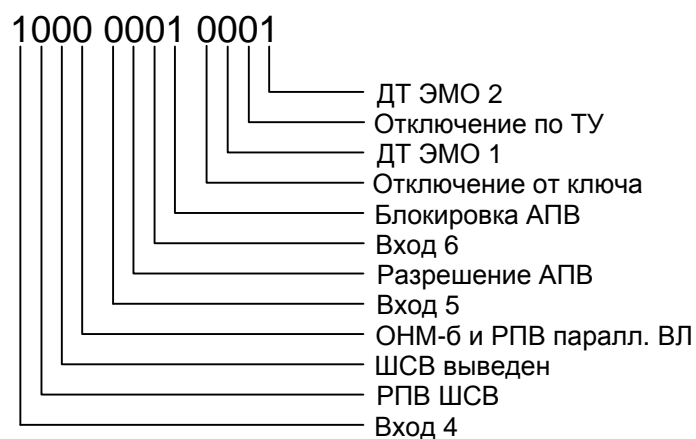 1000 0001 0001
ДТ ЭМО 2
Отключение по ТУ
ДТ ЭМО 1
Отключение от ключа
Блокировка АПВ
Вход 6
Разрешение АПВ
Вход 5
ОНМ-б и РПВ паралл. ВЛ
ШСВ выведен
РПВ ШСВ
Вход 4